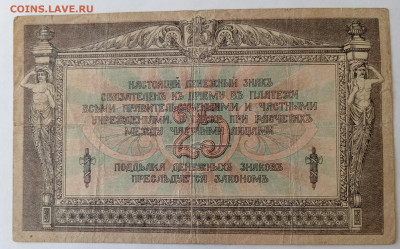 COINS.LAVE.RU
НАСТОЯЩІЙ ДЕНЕЖНЫЙ ЗНАКЪ
ОБЯЗАТЕЛЕНЪ КЪ ПРІЕМУ ВЪ ПЛАТЕЖИ
ВСѢМИ ПРАВИТЕЛЬСТВЕННЫМИ И ЧАСТНЫМИ
УЧРЕЖДЕНІЯМИ, А ТАКЖЕ ПРИ РАСЧЕТАХЪ
МЕЖДУ ЧАСТНЫМИ ЛИЦАМИ.
25
ПОДДѢЛКА ДЕНЕЖНЫХЪ ЗНАКОВЪ
ПРЕСЛѢДУЕТСЯ ЗАКОНОМЪ